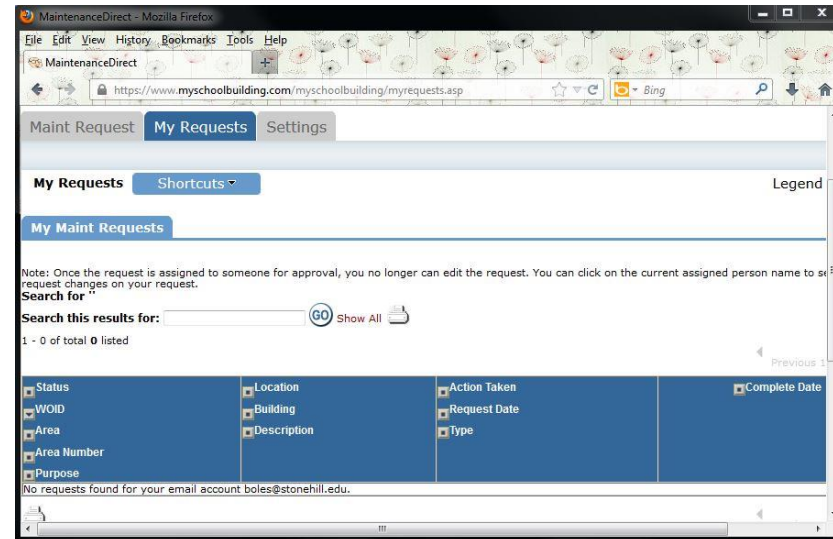 MaintenanceDirect - Mozilla Firefox
File Edit View History Bookmarks Tools Help
MaintenanceDirect
https://www.myschoolbuilding.com/myschoolbuilding/myrequests.asp Bing
Maint Request My Requests Settings
My Requests Shortcuts Legend
My Maint Requests
Note: Once the request is assigned to someone for approval, you no longer can edit the request. You can click on the current assigned person name to se
request changes on your request.
Search for ''
Search this results for: GO Show All
1 - 0 of total 0 listed
Previous 1
Status Location Action Taken Complete Date
WOID Building Request Date
Area Description Type
Area Number
Purpose
No requests found for your email account boles@stonehill.edu.